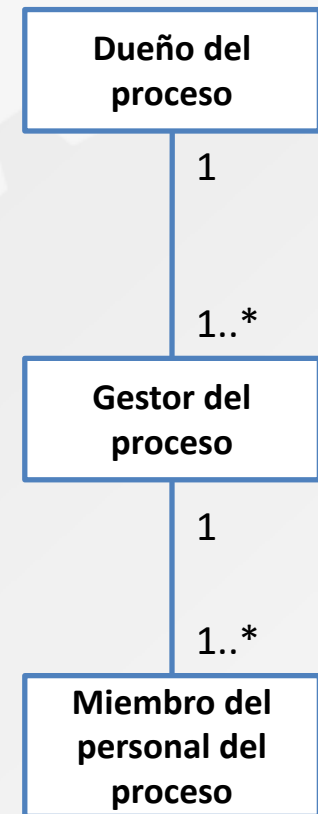 Dueño del
proceso
1
1..*
Gestor del
proceso
1
1..*
Miembro del
personal del
proceso